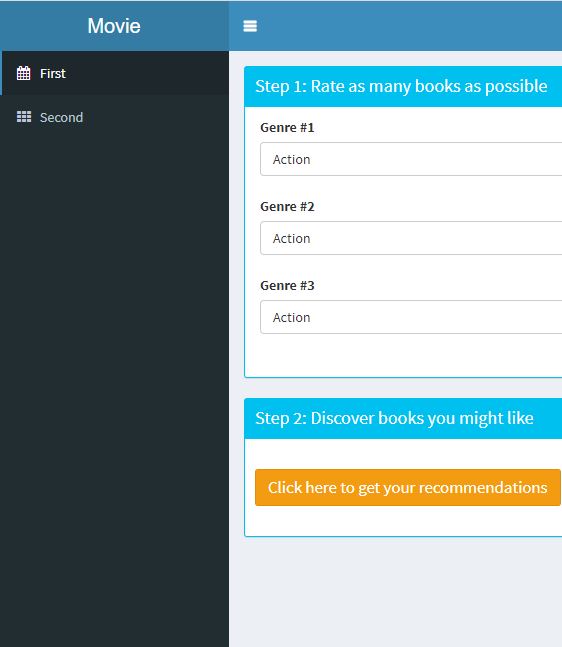 Movie
First
Second
Step 1: Rate as many books as possible
Genre #1
Action
Genre #2
Action
Genre #3
Action
Step 2: Discover books you might like
Click here to get your recommendations